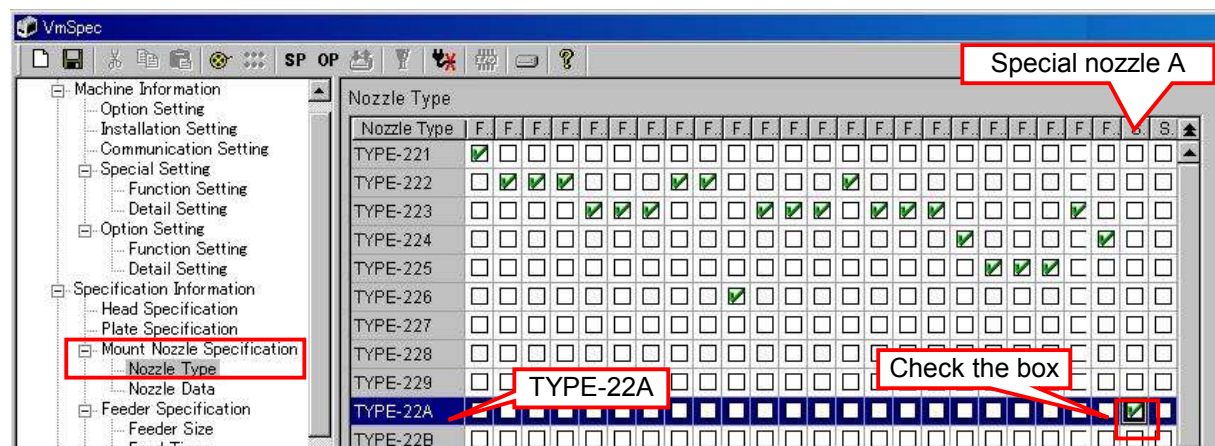 VmSpec
SP OP
Special nozzle A
Machine Information
Option Setting
Installation Setting
Communication Setting
Special Setting
Function Setting
Detail Setting
Option Setting
Function Setting
Detail Setting
Specification Information
Head Specification
Plate Specification
Mount Nozzle Specification
Nozzle Type
Nozzle Data
Feeder Specification
Feeder Size
Nozzle Type
Nozzle Type F. F. F. F. F. F. F. F. F. F. F. F. F. F. F. F. F. F. F. F. F. F. F. S. S.
TYPE-221
TYPE-222
TYPE-223
TYPE-224
TYPE-225
TYPE-226
TYPE-227
TYPE-228
TYPE-229
TYPE-22A
TYPE-22B
TYPE-22A
Check the box